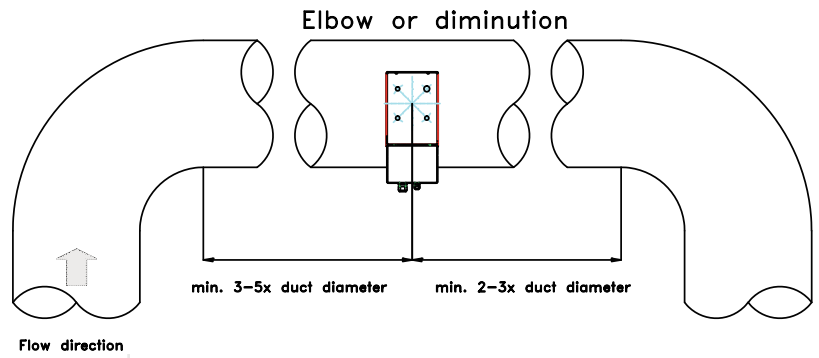 Elbow or diminution
min. 3-5x duct diameter
min. 2-3x duct diameter
Flow direction